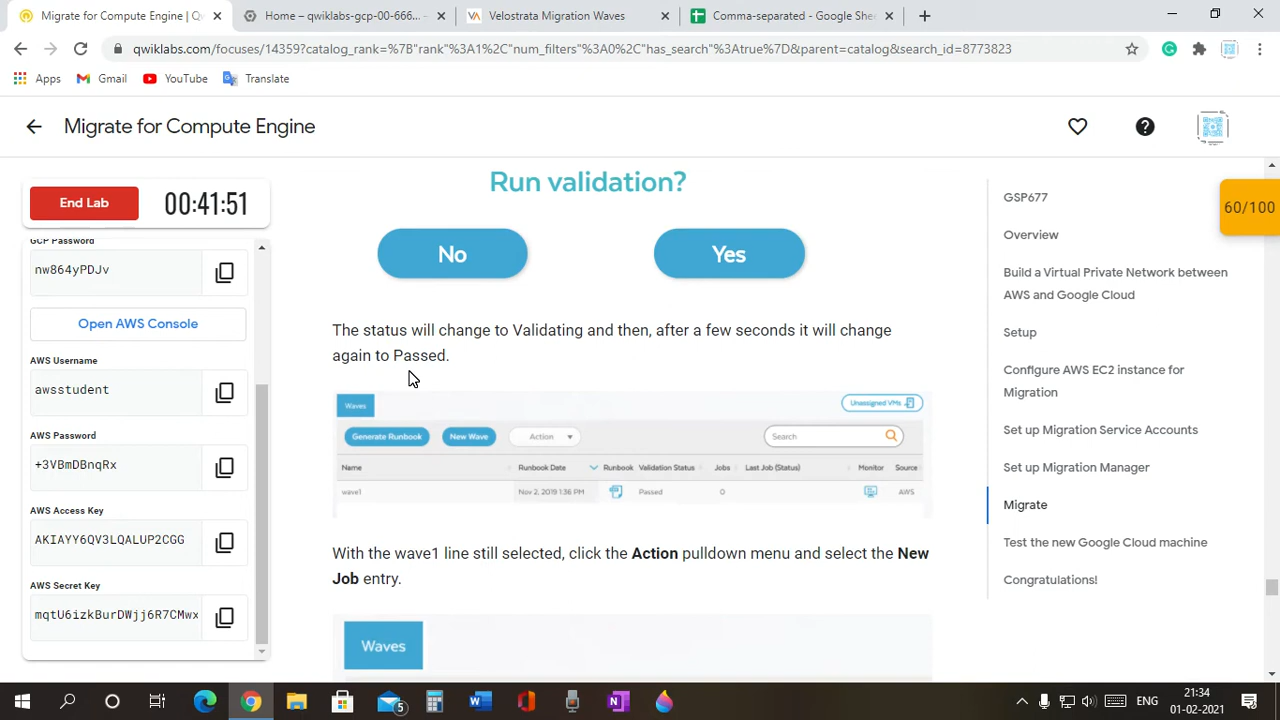 Migrate for Compute Engine | Q
Home – qwiklabs-gcp-00-666...
Velostrata Migration Waves
Comma-separated - Google She
qwiklabs.com/focuses/14359?catalog_rank=%7B"rank"%3A1%2C"num_filters"%3A0%2C"has_search"%3Atrue%7D&parent=catalog&search_id=8773823
Apps
Gmail
YouTube
Translate
Migrate for Compute Engine
End Lab
00:41:51
GCP Password
nw864yPDJv
Open AWS Console
AWS Username
awsstudent
AWS Password
+3VBmDBnqRx
AWS Access Key
AKIAYY6QV3LQALUP2CGG
AWS Secret Key
mqtU6izkBurDWjj6R7CMwx
Run validation?
No
Yes
The status will change to Validating and then, after a few seconds it will change
again to Passed.
Waves
Unassigned VMs
Generate Runbook
New Wave
Action
Search
Name
Runbook Date
Runbook
Validation Status
Jobs
Last Job (Status)
Monitor
Source
wave1
Nov 2, 2019 1:36 PM
Passed
0
AWS
With the wave1 line still selected, click the Action pulldown menu and select the New
Job entry.
Waves
GSP677
Overview
Build a Virtual Private Network between
AWS and Google Cloud
Setup
Configure AWS EC2 instance for
Migration
Set up Migration Service Accounts
Set up Migration Manager
Migrate
Test the new Google Cloud machine
Congratulations!
60/100
5
ENG
21:34
01-02-2021